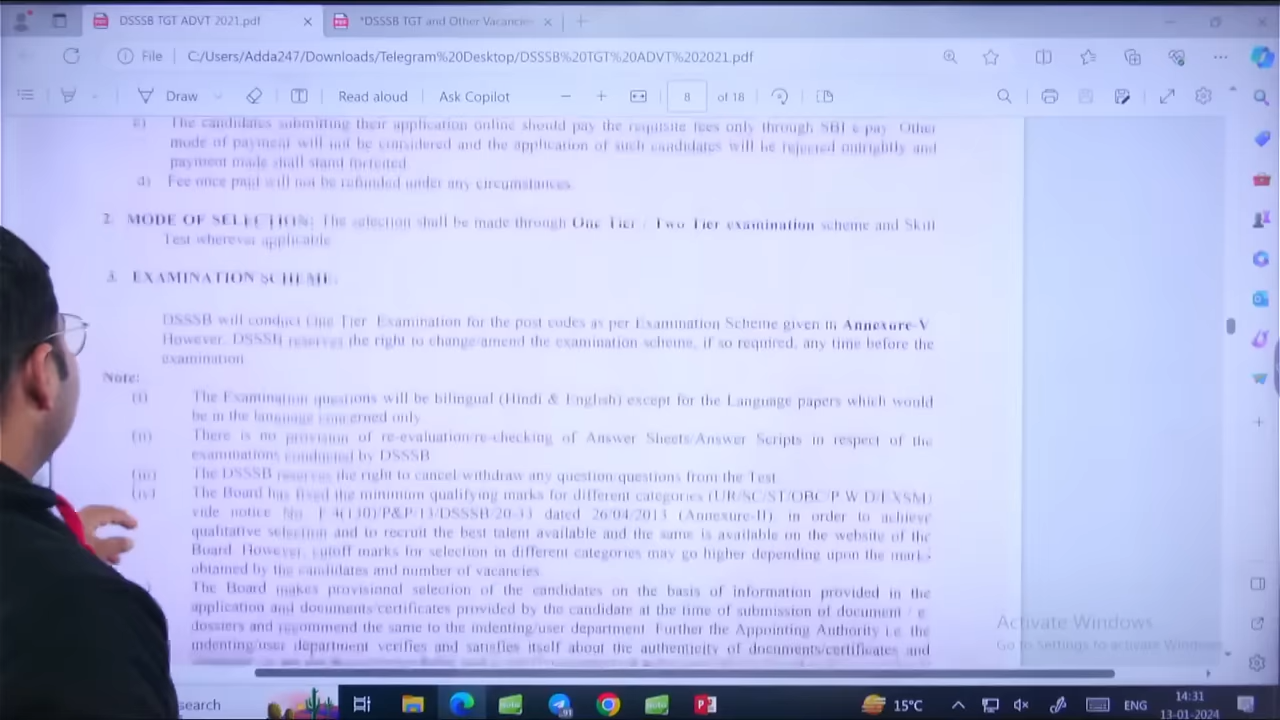 DSSSB TGT ADVT 2021.pdf
*DSSSB TGT and Other Vacancies
File
C:/Users/Adda247/Downloads/Telegram%20Desktop/DSSSB%20TGT%20ADVT%202021.pdf
Draw
Read aloud
Ask Copilot
8
of 18
The candidates submitting their application online should pay the requisite fees only through SBI e pay. Other
mode of payment will not be considered and the application of such candidates will be rejected outrightly and
payment made shall stand forfeited.
d) Fee once paid will not be refunded under any circumstances.
2. MODE OF SELECTION: The selection shall be made through One Tier / Two Tier examination scheme and Skill
Test wherever applicable
3. EXAMINATION SCHEME:
DSSSB will conduct One Tier Examination for the post codes as per Examination Scheme given in Annexure-V
However, DSSSB reserves the right to change/amend the examination scheme, if so required, any time before the
examination
Note:
(i) The Examination questions will be bilingual (Hindi & English) except for the Language papers which would
be in the language concerned only
(ii) There is no provision of re-evaluation/re-checking of Answer Sheets/Answer Scripts in respect of the
examinations conducted by DSSSB
(iii) The DSSSB reserves the right to cancel/withdraw any question/questions from the Test
(iv) The Board has fixed the minimum qualifying marks for different categories (UR/SC/ST/OBC/P W D/EXSM)
vide notice No. dated 26/04/2013 (Annexure-II), in order to achieve
qualitative selection and to recruit the best talent available and the same is available on the website of the
Board. However, cutoff marks for selection in different categories may go higher depending upon the marks
obtained by the candidates and number of vacancies.
The Board makes provisional selection of the candidates on the basis of information provided in the
application and documents/certificates provided by the candidate at the time of submission of document / e
dossiers and recommend the same to the indenting/user department. Further the Appointing Authority i.e. the
indenting/user department verifies and satisfies itself about the authenticity of documents/certificates and
Activate Windows
Go to Settings to activate Windows.
search
91
15°C
ENG
14:31
13-01-2024